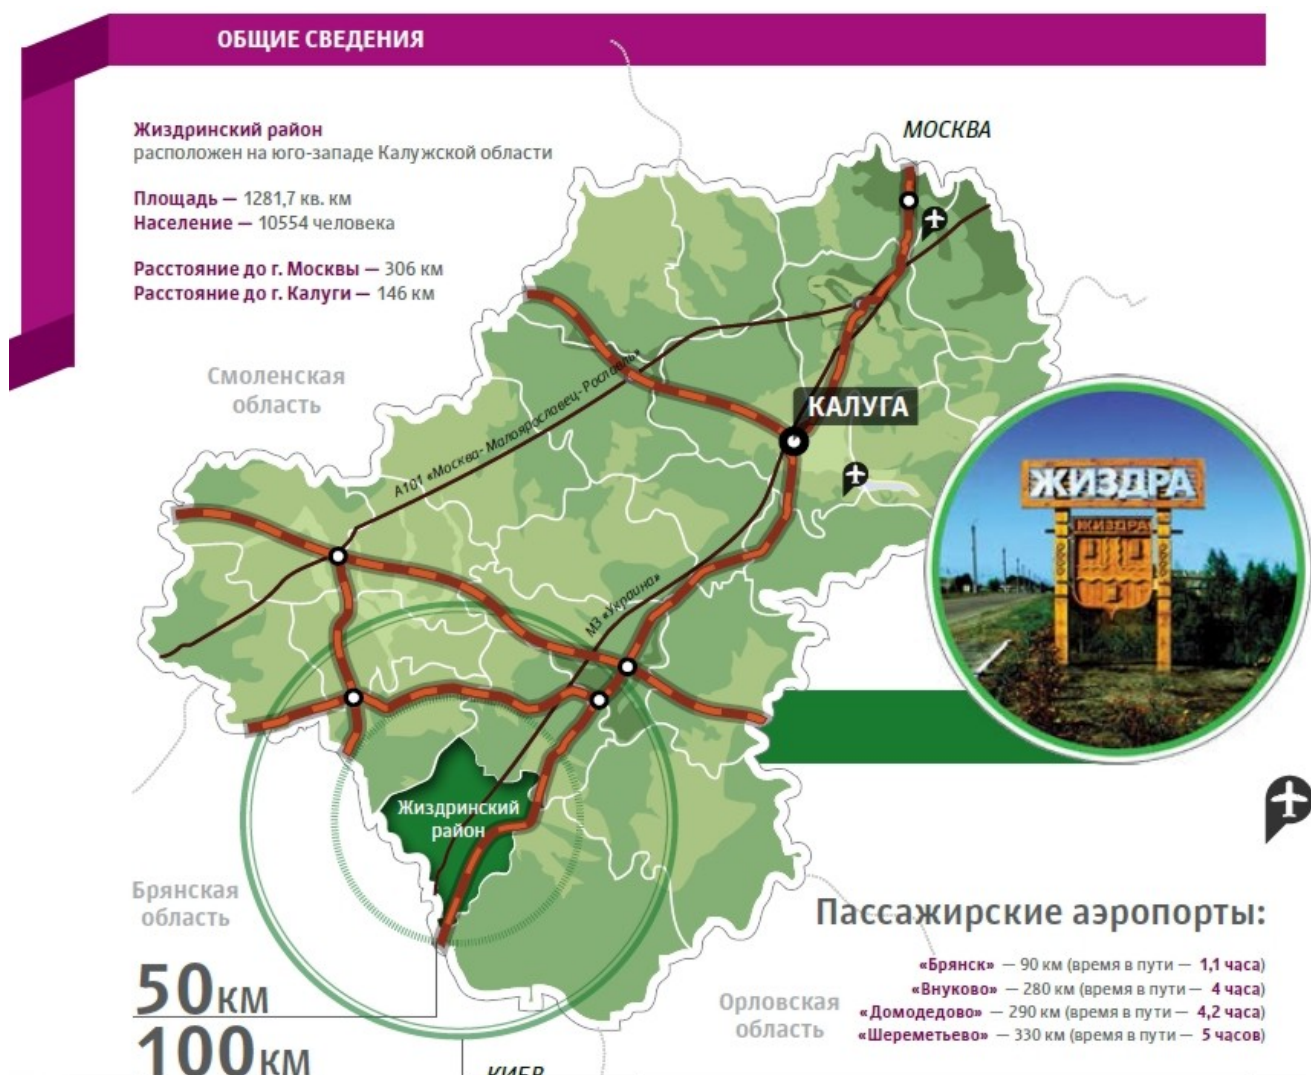 ОБЩИЕ СВЕДЕНИЯ
Жиздринский район
расположен на юго-западе Калужской области
Площадь — 1281,7 кв. км
Население — 10554 человека
Расстояние до г. Москвы — 306 км
Расстояние до г. Калуги — 146 км
МОСКВА
Смоленская
область
А101 «Москва- Малоярославец- Рославль»
КАЛУГА
ЖИЗДРА
ЖИЗДРА
М3 «Украина»
Жиздринский
район
Брянская
область
50км
100км
КИЕВ
Орловская
область
Пассажирские аэропорты:
«Брянск» — 90 км (время в пути — 1,1 часа)
«Внуково» — 280 км (время в пути — 4 часа)
«Домодедово» — 290 км (время в пути — 4,2 часа)
«Шереметьево» — 330 км (время в пути — 5 часов)